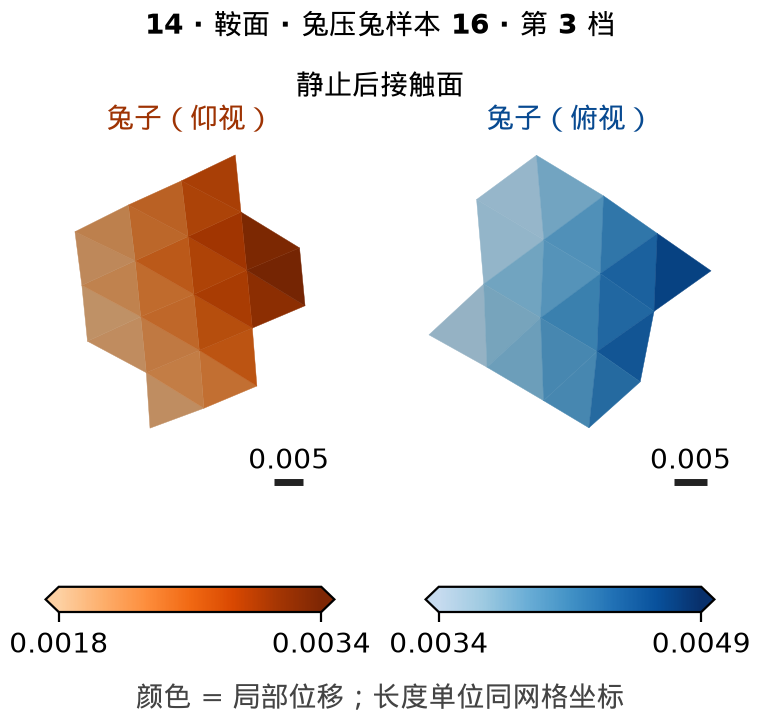 14 · 鞍面 · 兔压兔样本 16 · 第 3 档
静止后接触面
兔子（仰视）
兔子（俯视）
0.005
0.005
0.0018 0.0034
0.0034 0.0049
颜色 = 局部位移；长度单位同网格坐标